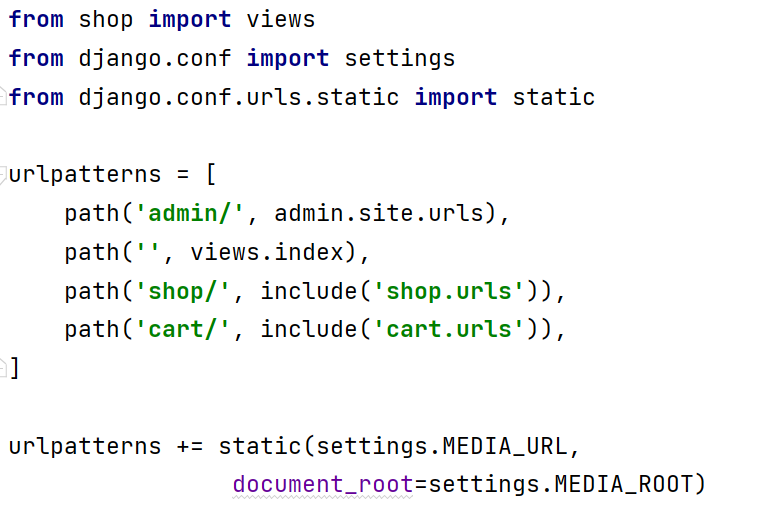 from shop import views
from django.conf import settings
from django.conf.urls.static import static
urlpatterns = [
    path('admin/', admin.site.urls),
    path('', views.index),
    path('shop/', include('shop.urls')),
    path('cart/', include('cart.urls')),
]
urlpatterns += static(settings.MEDIA_URL,
                document_root=settings.MEDIA_ROOT)